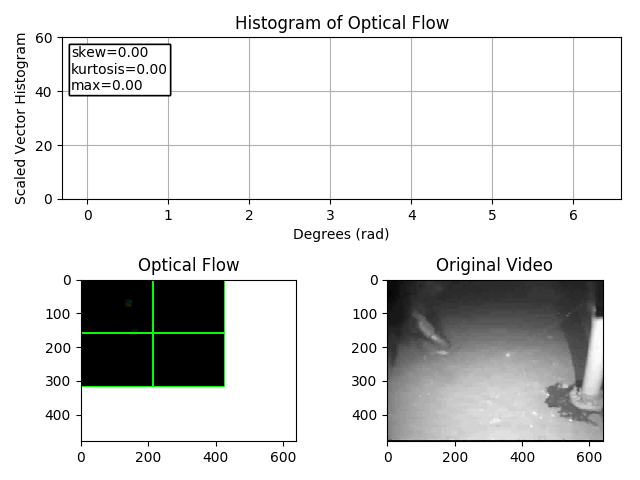 Histogram of Optical Flow
Scaled Vector Histogram
60
40
20
0
skew=0.00
kurtosis=0.00
max=0.00
0 1 2 3 4 5 6
Degrees (rad)
Optical Flow
0
100
200
300
400
0 200 400 600
Original Video
0
100
200
300
400
0 200 400 600